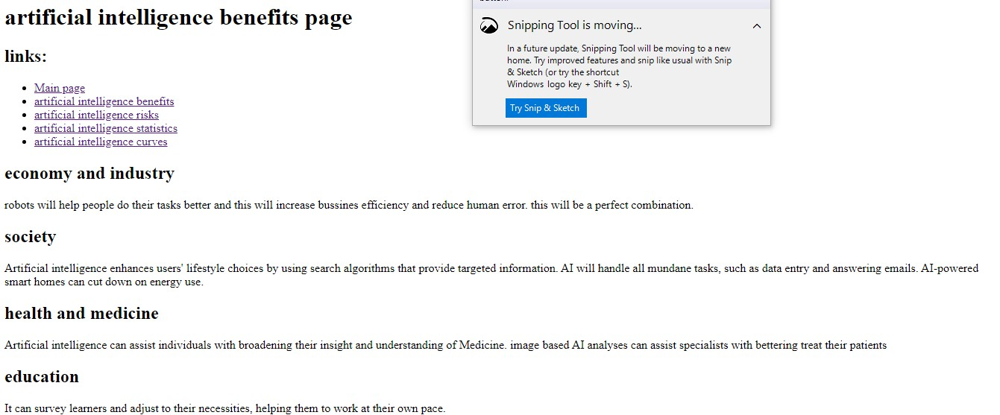 artificial intelligence benefits page
links:
Main page
artificial intelligence benefits
artificial intelligence risks
artificial intelligence statistics
artificial intelligence curves
economy and industry
robots will help people do their tasks better and this will increase bussines efficiency and reduce human error. this will be a perfect combination.
society
Artificial intelligence enhances users' lifestyle choices by using search algorithms that provide targeted information. AI will handle all mundane tasks, such as data entry and answering emails. AI-powered
smart homes can cut down on energy use.
health and medicine
Artificial intelligence can assist individuals with broadening their insight and understanding of Medicine. image based AI analyses can assist specialists with bettering treat their patients
education
It can survey learners and adjust to their necessities, helping them to work at their own pace.
Snipping Tool is moving...
In a future update, Snipping Tool will be moving to a new
home. Try improved features and snip like usual with Snip
& Sketch (or try the shortcut
Windows logo key + Shift + S).
Try Snip & Sketch